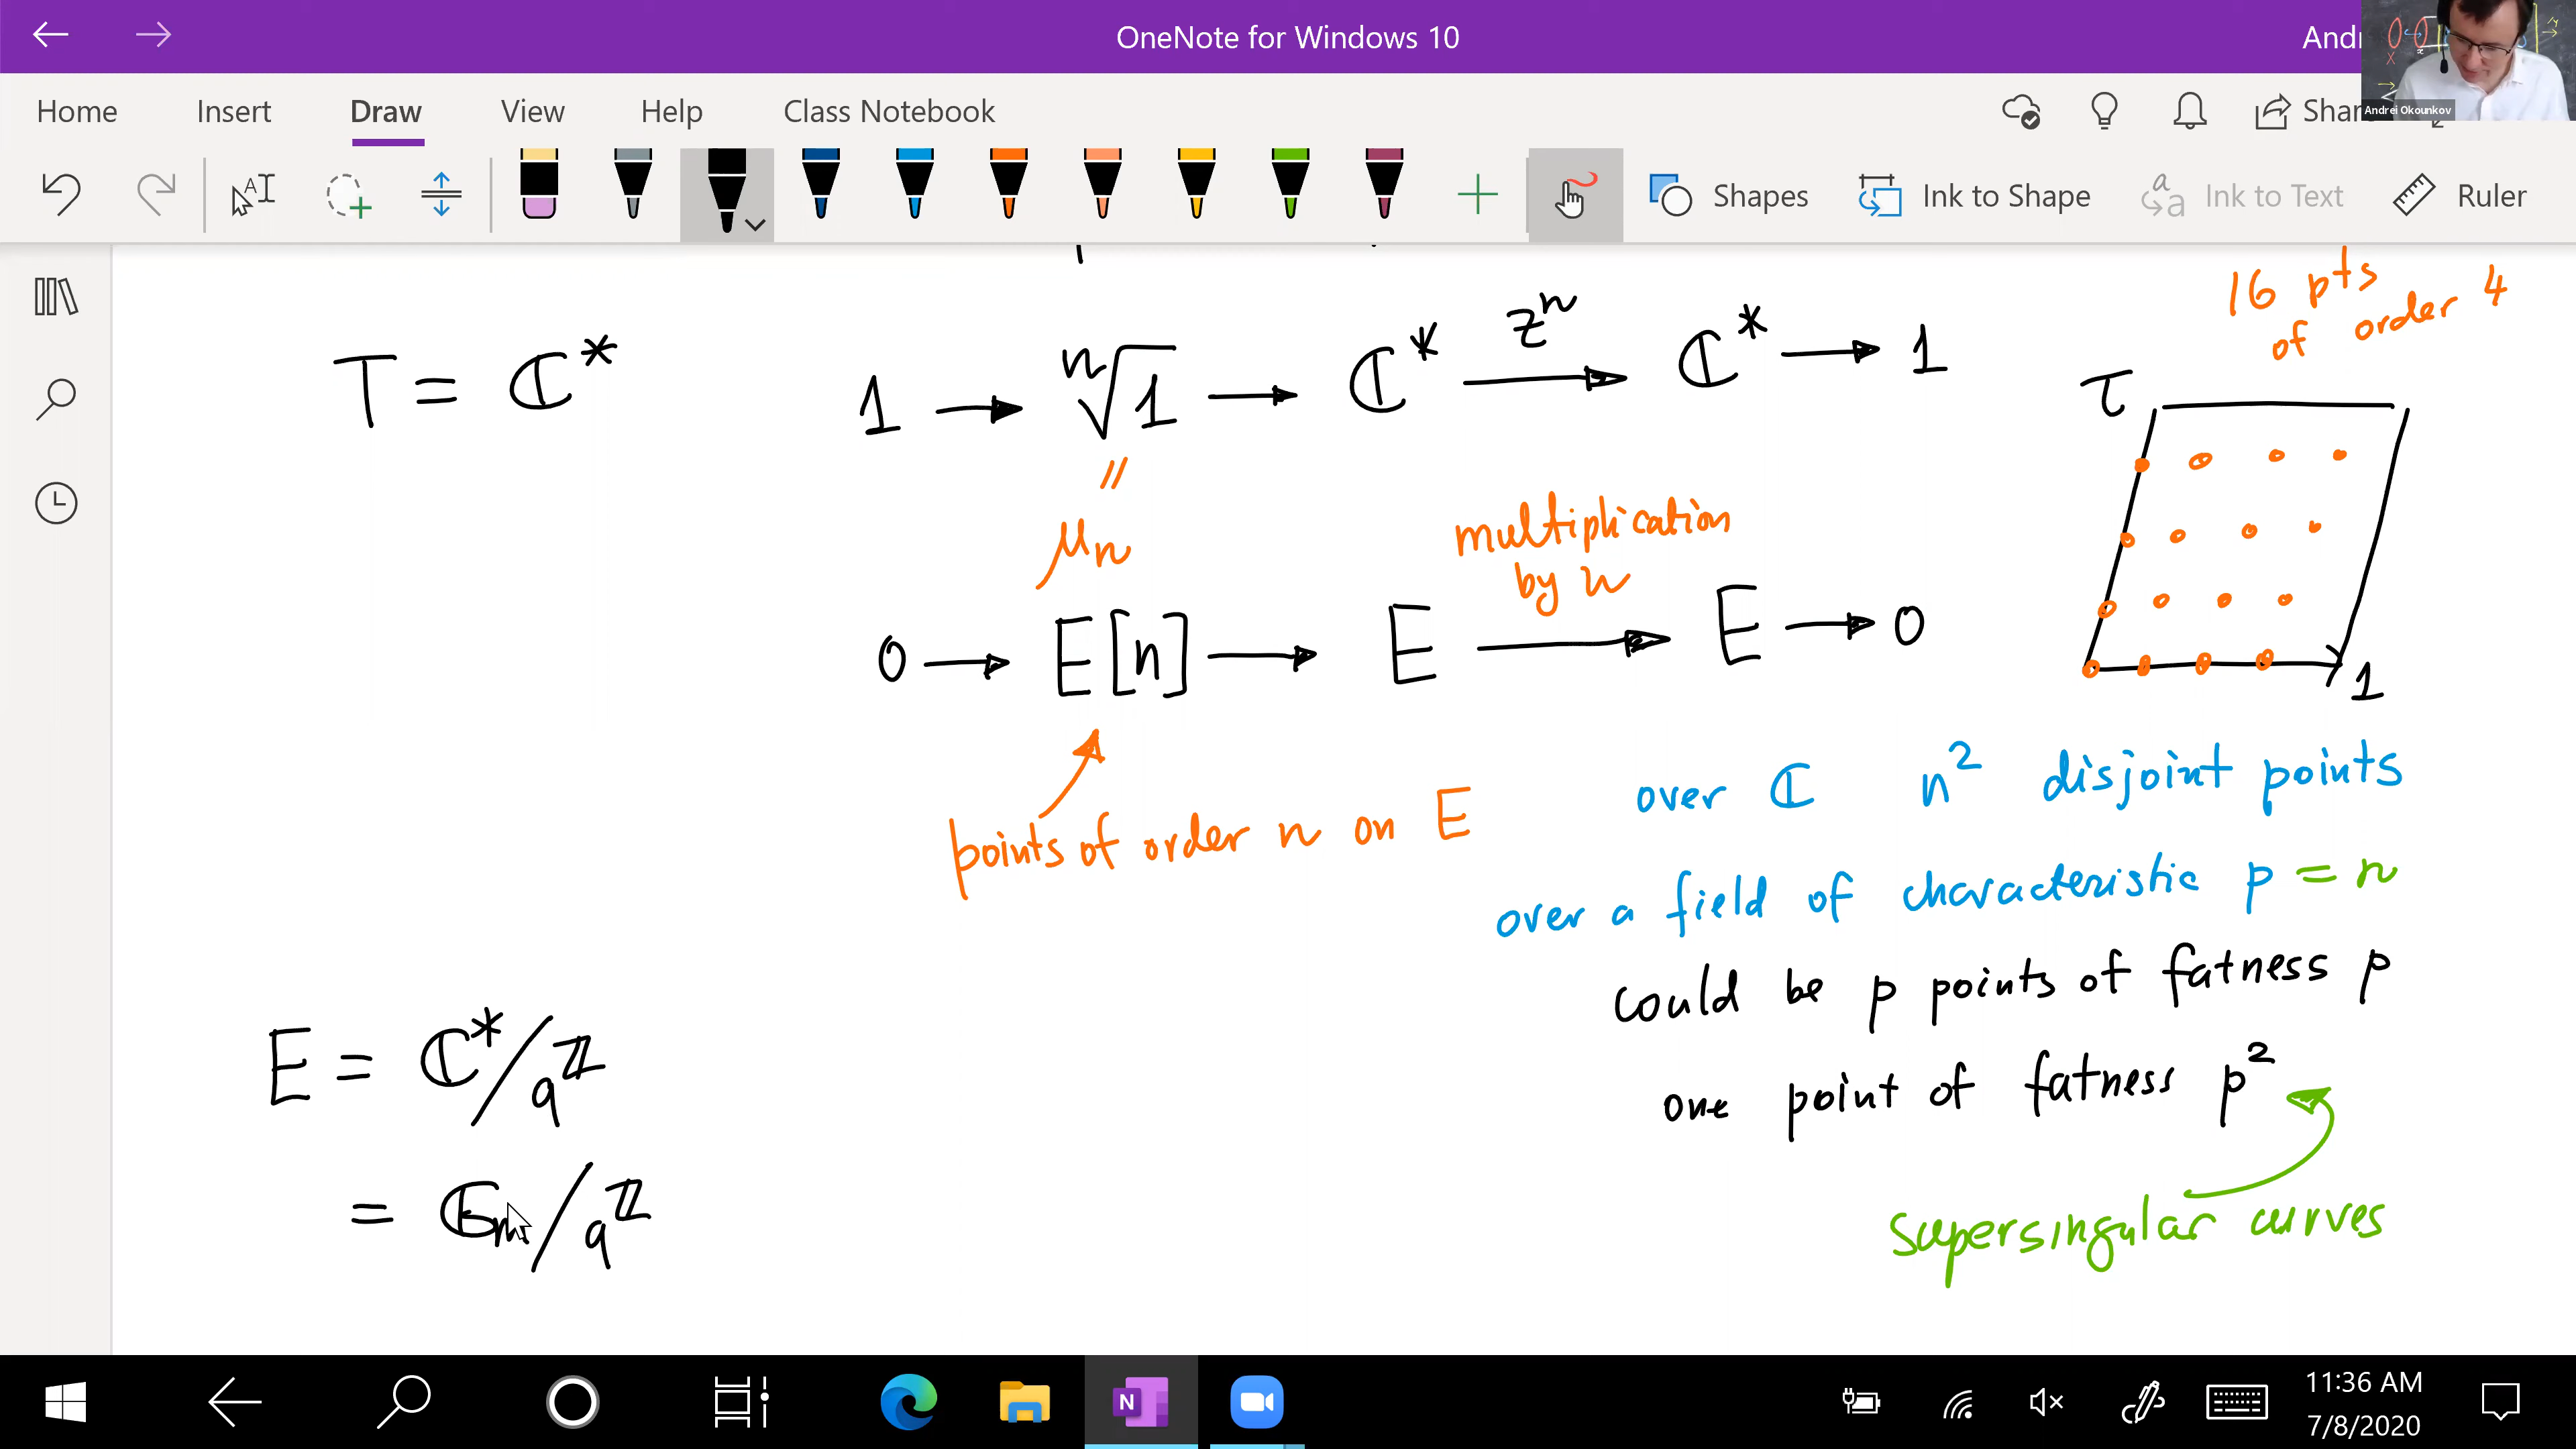 OneNote for Windows 10
Andrei Okounkov
Home Insert Draw View Help Class Notebook
Shapes Ink to Shape Ink to Text Ruler
16 pts
of order 4
T = ℂ*
1 → ⁿ√1 → ℂ* zⁿ→ ℂ* → 1
τ
//
μₙ
multiplication
by n
0 → E[n] → E → E → 0
1
points of order n on E
over ℂ n² disjoint points
over a field of characteristic p = n
could be p points of fatness p
one point of fatness p²
supersingular curves
E = ℂ*/q^ℤ
= 𝔾m/q^ℤ
11:36 AM
7/8/2020